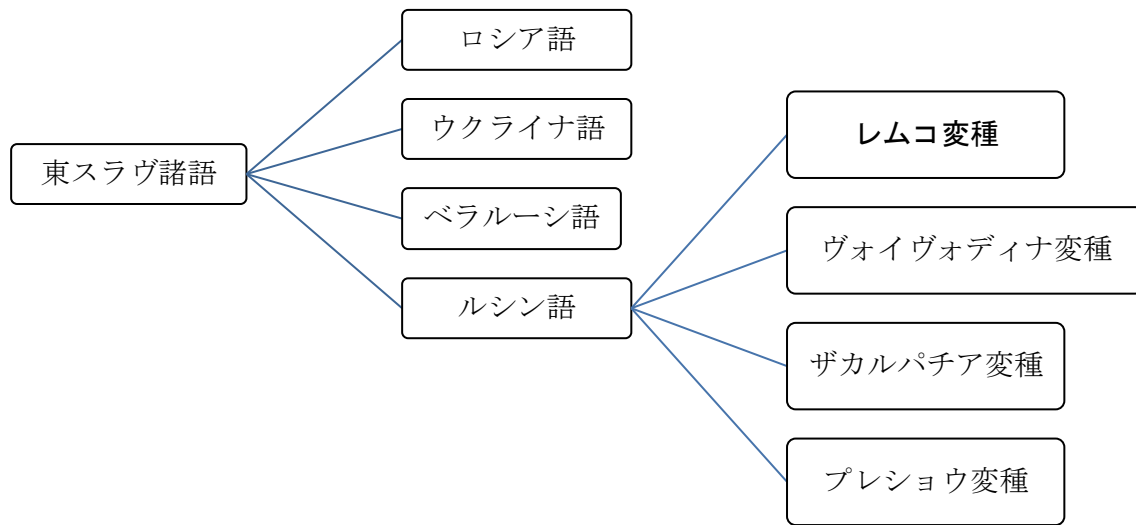 東スラヴ諸語
ロシア語
ウクライナ語
ベラルーシ語
ルシン語
レムコ変種
ヴォイヴォディナ変種
ザカルパチア変種
プレショウ変種